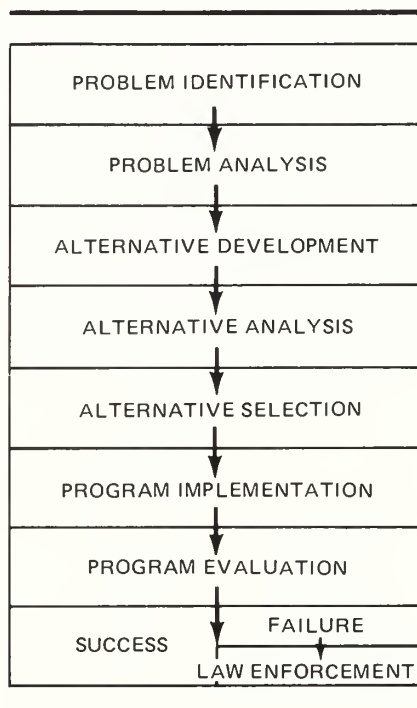 PROBLEM IDENTIFICATION
PROBLEM ANALYSIS
ALTERNATIVE DEVELOPMENT
ALTERNATIVE ANALYSIS
ALTERNATIVE SELECTION
PROGRAM IMPLEMENTATION
PROGRAM EVALUATION
SUCCESS
FAILURE
LAW ENFORCEMENT